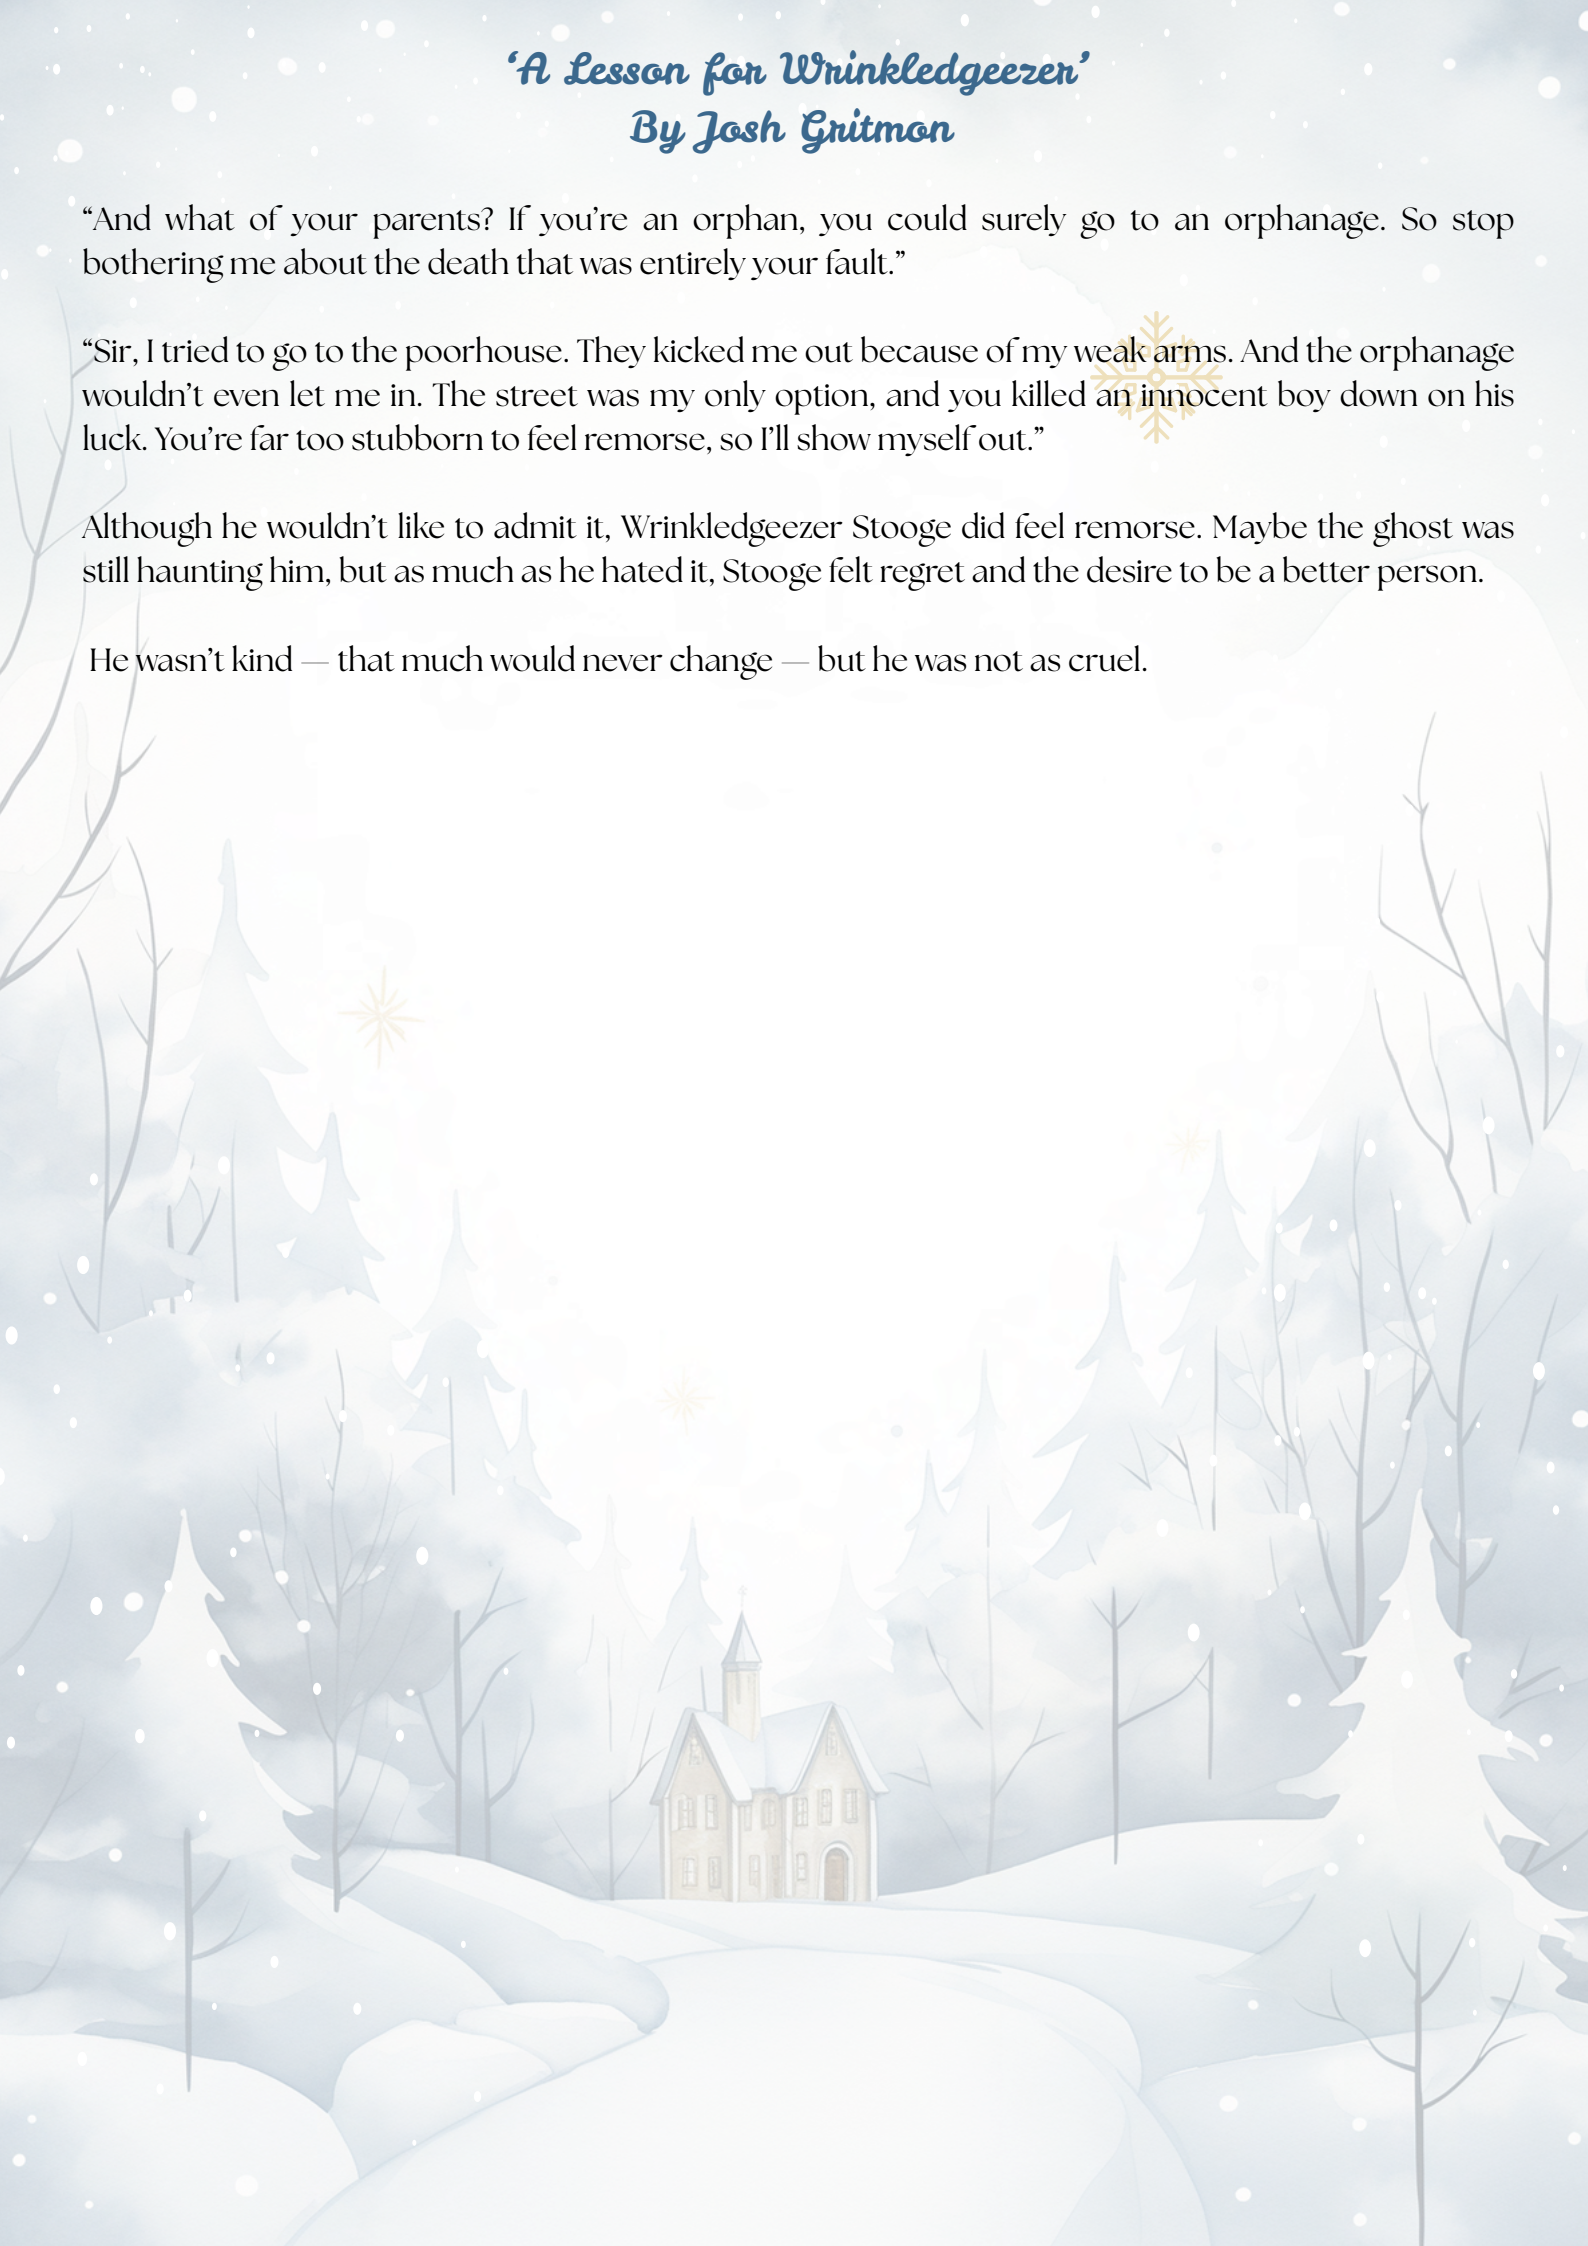 ‘A Lesson for Wrinkledgeezer’
By Josh Gritmon
“And what of your parents? If you’re an orphan, you could surely go to an orphanage. So stop
bothering me about the death that was entirely your fault.”
“Sir, I tried to go to the poorhouse. They kicked me out because of my weak arms. And the orphanage
wouldn’t even let me in. The street was my only option, and you killed an innocent boy down on his
luck. You’re far too stubborn to feel remorse, so I’ll show myself out.”
Although he wouldn’t like to admit it, Wrinkledgeezer Stooge did feel remorse. Maybe the ghost was
still haunting him, but as much as he hated it, Stooge felt regret and the desire to be a better person.
He wasn’t kind — that much would never change — but he was not as cruel.